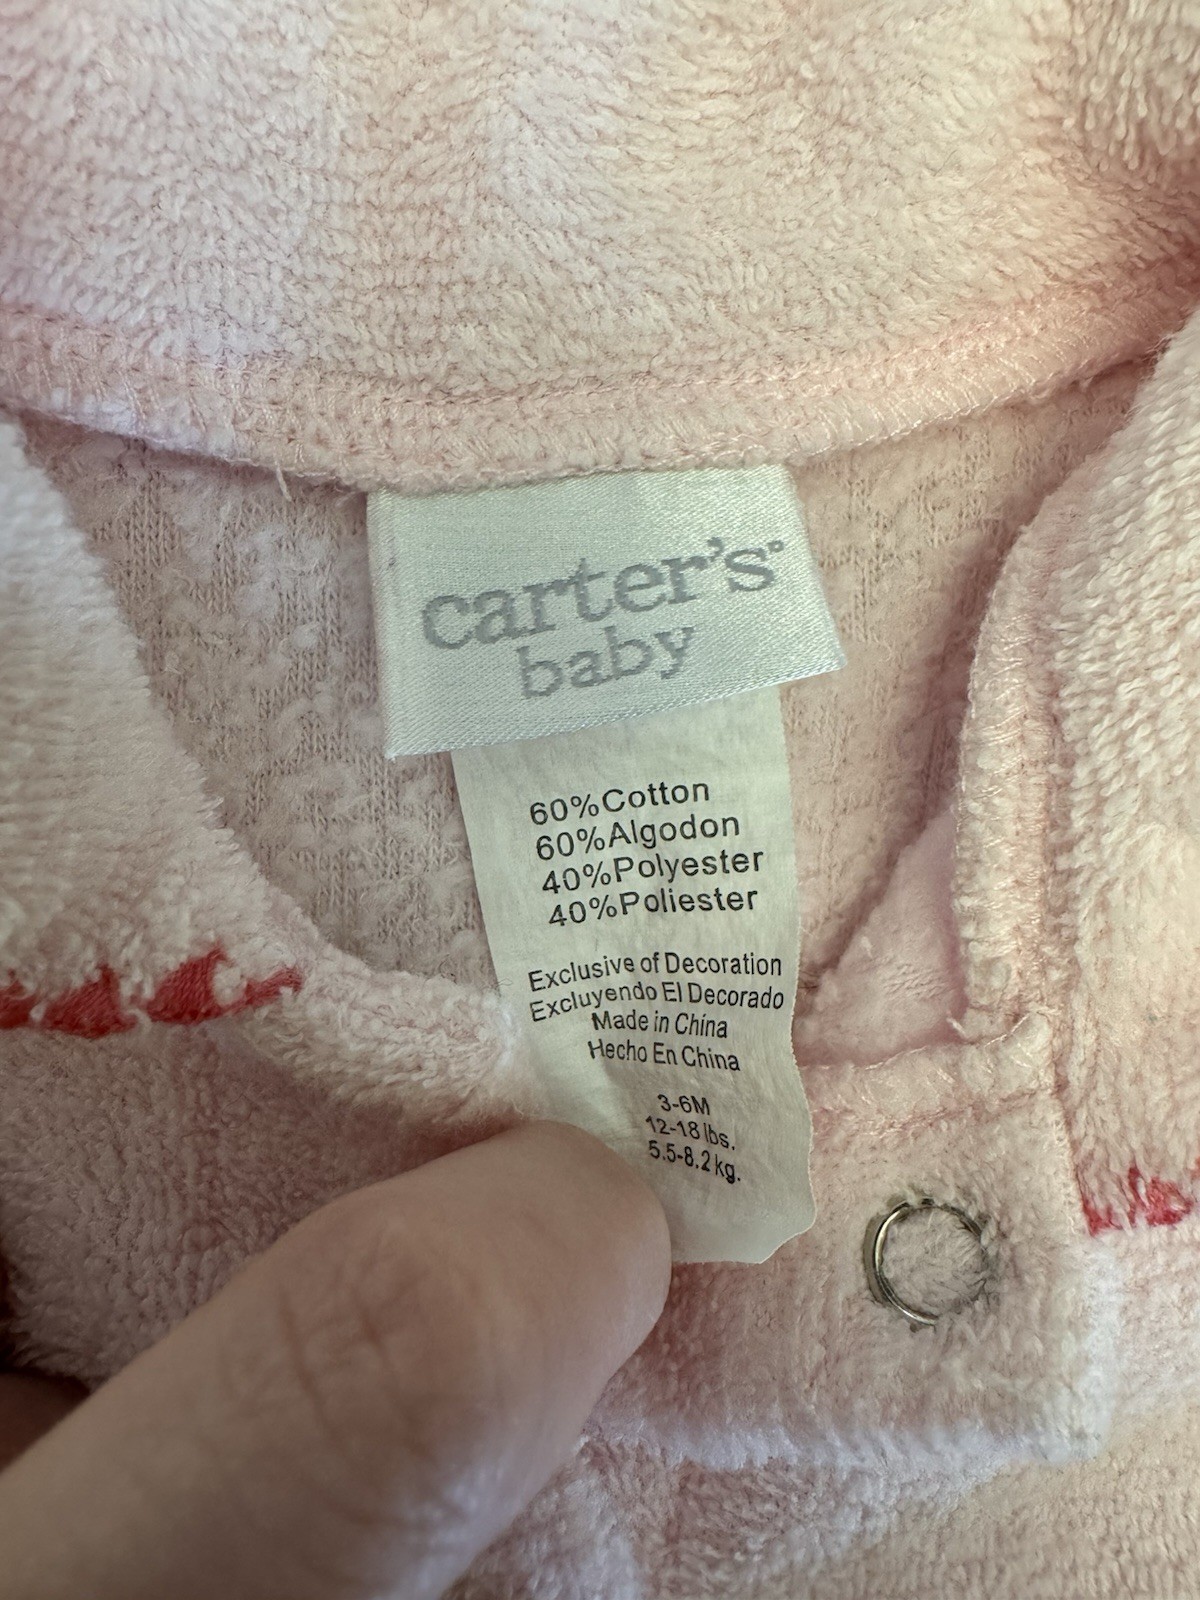 carter's
baby
60%Cotton
60%Algodon
40%Polyester
40%Poliester
Exclusive of Decoration
Excluyendo El Decorado
Made in China
Hecho En China
3-6M
12-18 lbs.
5.5-8.2 kg.